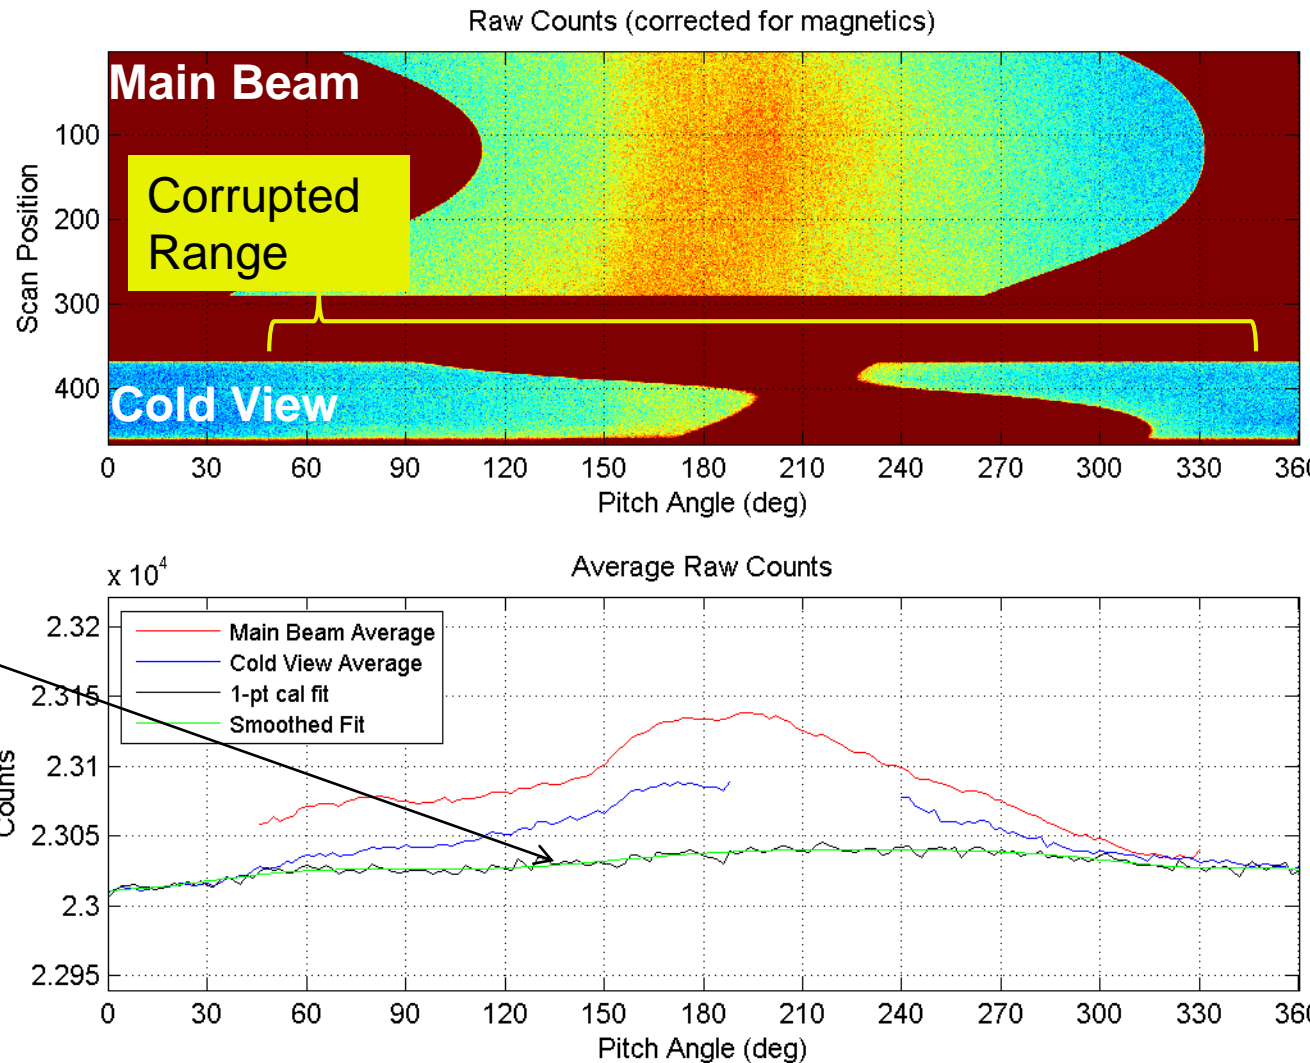 Raw Counts (corrected for magnetics)
Main Beam
Corrupted
Range
Cold View
Scan Position
100
200
300
400
0 30 60 90 120 150 180 210 240 270 300 330 360
Pitch Angle (deg)
Average Raw Counts
x 10^4
Main Beam Average
Cold View Average
1-pt cal fit
Smoothed Fit
Counts
2.32
2.315
2.31
2.305
2.3
2.295
0 30 60 90 120 150 180 210 240 270 300 330 360
Pitch Angle (deg)